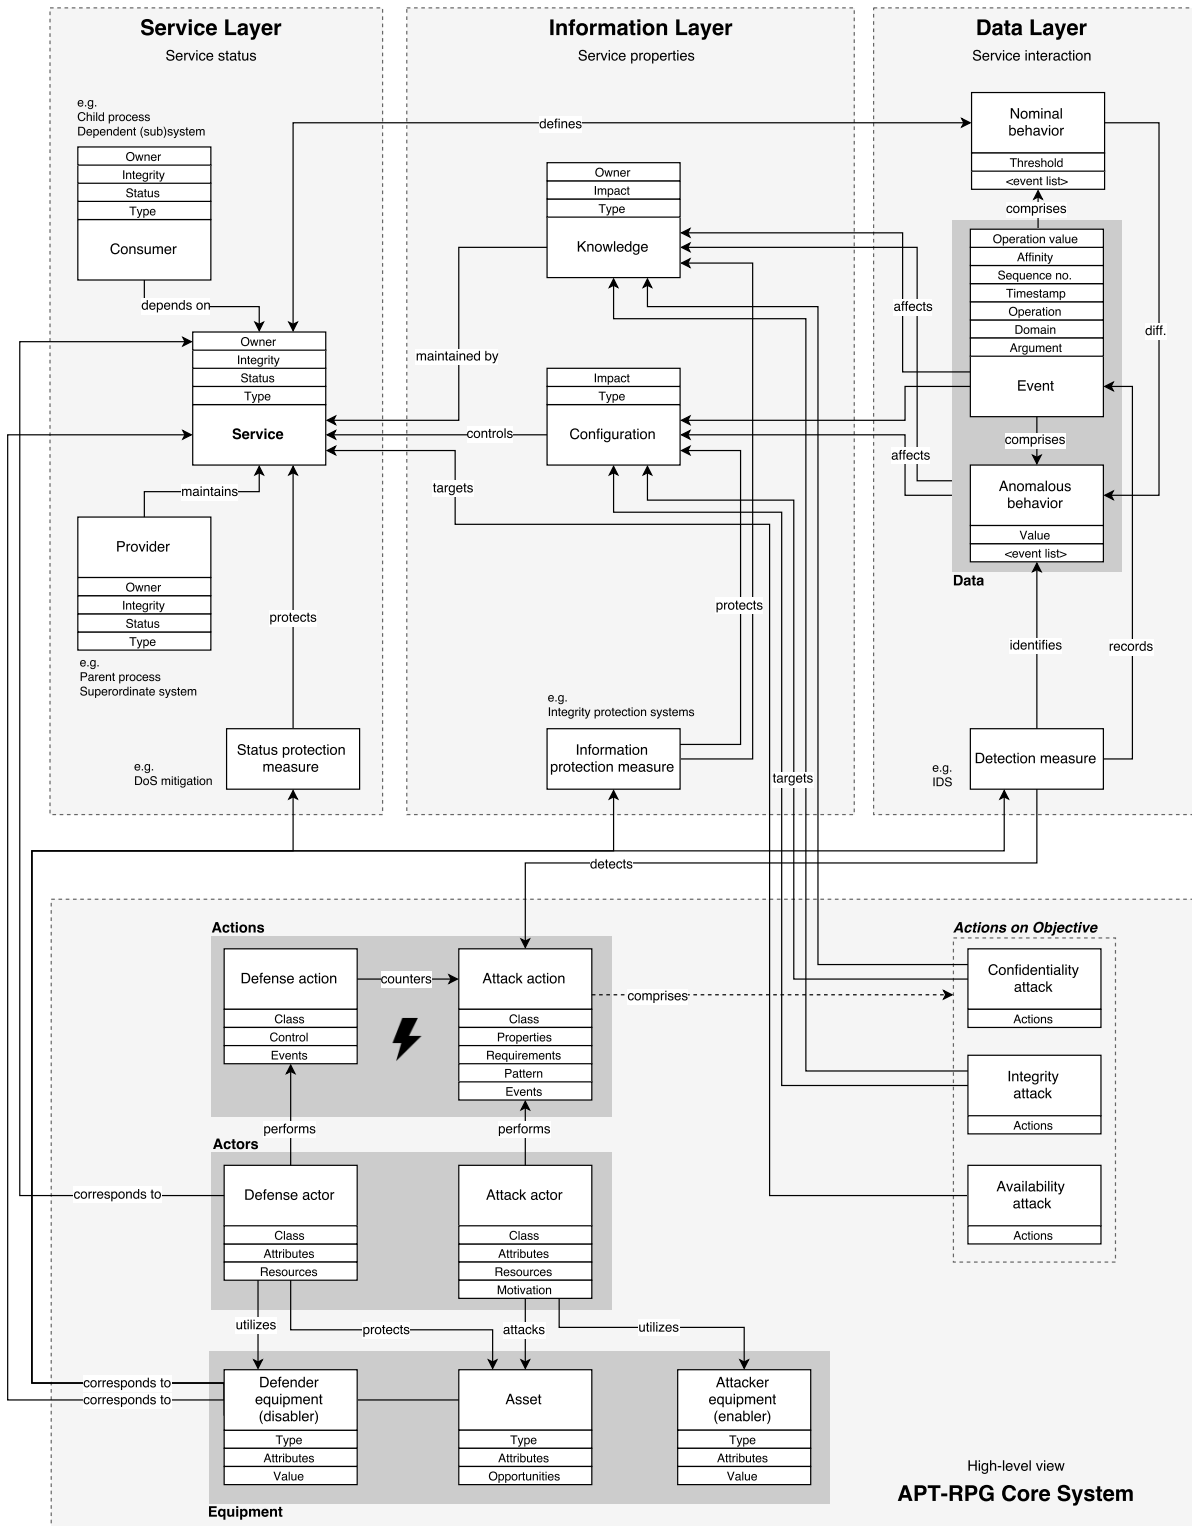 Service Layer
Service status
e.g.
Child process
Dependent (sub)system
Owner
Integrity
Status
Type
Consumer
depends on
Owner
Integrity
Status
Type
Service
maintains
Provider
Owner
Integrity
Status
Type
e.g.
Parent process
Superordinate system
protects
Status protection
measure
e.g.
DoS mitigation
Information Layer
Service properties
defines
Owner
Impact
Type
Knowledge
maintained by
Impact
Type
Configuration
controls
targets
protects
e.g.
Integrity protection systems
Information
protection measure
targets
Data Layer
Service interaction
Nominal
behavior
Threshold
<event list>
comprises
Operation value
Affinity
Sequence no.
Timestamp
Operation
Domain
Argument
Event
affects
diff.
comprises
affects
Anomalous
behavior
Value
<event list>
Data
identifies
records
Detection measure
e.g.
IDS
detects
Actions
Defense action
Class
Control
Events
counters
Attack action
Class
Properties
Requirements
Pattern
Events
comprises
Actions on Objective
Confidentiality
attack
Actions
Integrity
attack
Actions
Availability
attack
Actions
performs
performs
Actors
Defense actor
Class
Attributes
Resources
corresponds to
Attack actor
Class
Attributes
Resources
Motivation
utilizes
protects
attacks
utilizes
corresponds to
corresponds to
Defender
equipment
(disabler)
Type
Attributes
Value
Asset
Type
Attributes
Opportunities
Attacker
equipment
(enabler)
Type
Attributes
Value
Equipment
High-level view
APT-RPG Core System